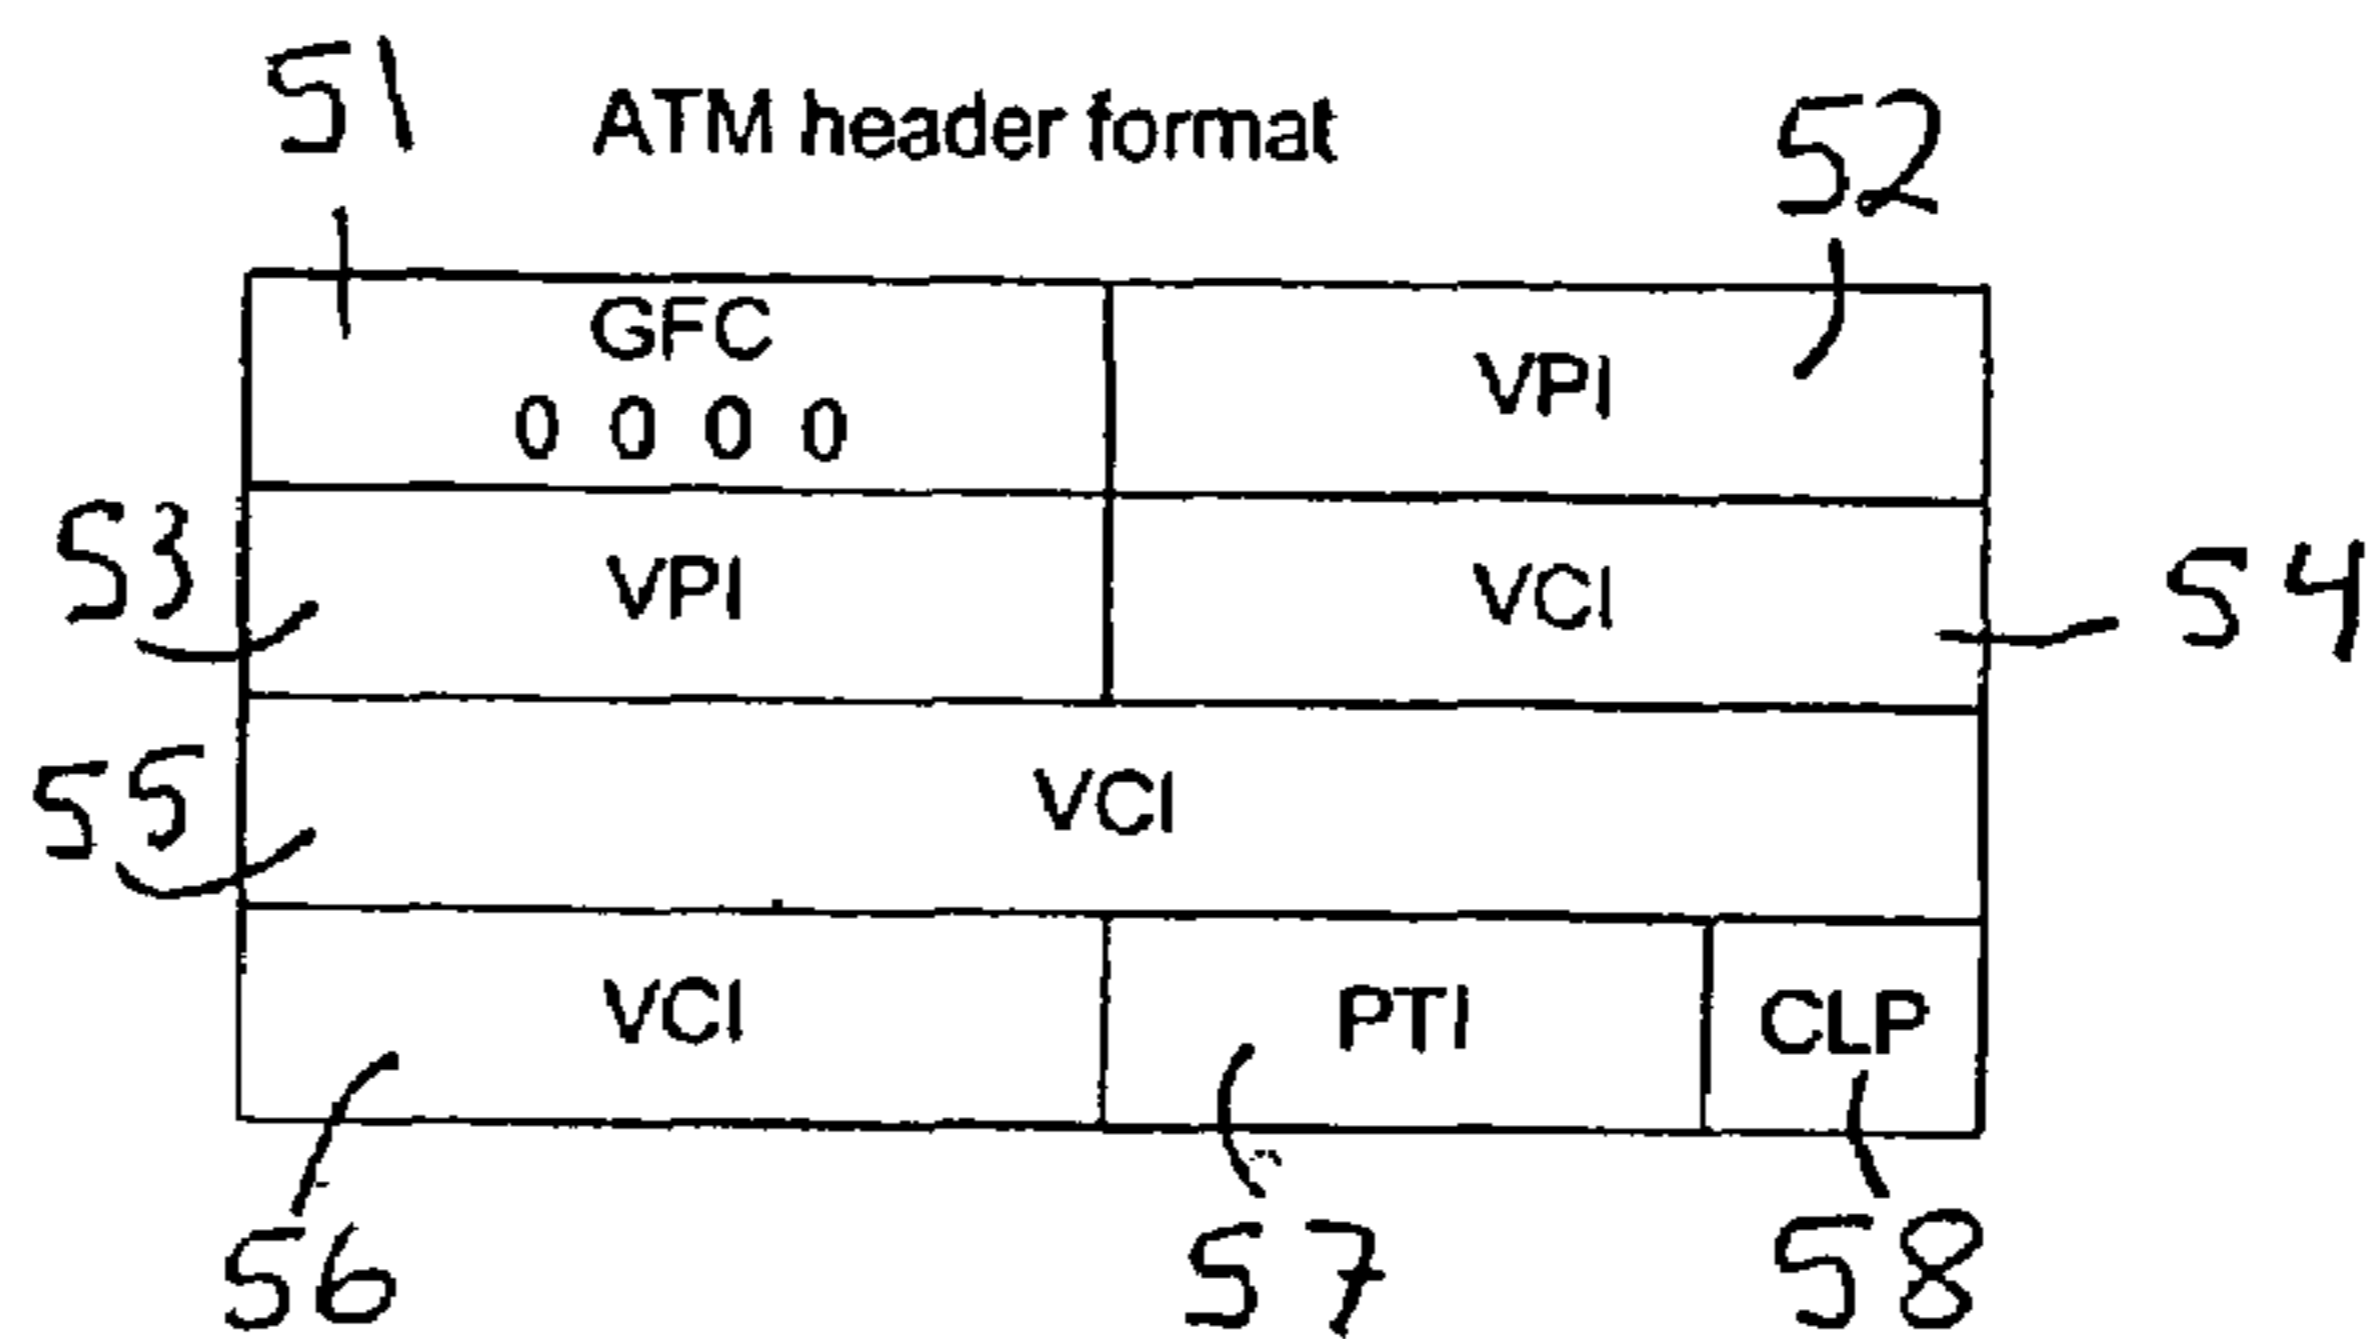 51 ATM header format 52
GFC
0 0 0 0
VPI
53 VPI VCI 54
55 VCI
VCI PTI CLP
56 57 58